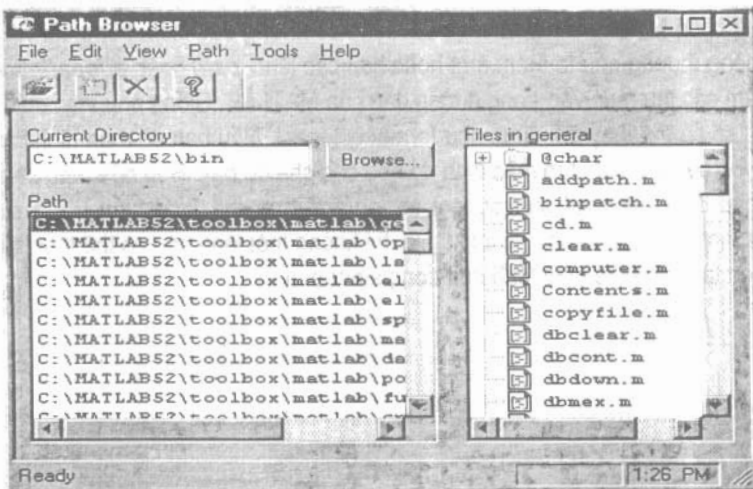 Path Browser
File Edit View Path Tools Help
Current Directory
C:\MATLAB52\bin
Browse...
Path
C:\MATLAB52\toolbox\matlab\ge
C:\MATLAB52\toolbox\matlab\op
C:\MATLAB52\toolbox\matlab\la
C:\MATLAB52\toolbox\matlab\el
C:\MATLAB52\toolbox\matlab\el
C:\MATLAB52\toolbox\matlab\sp
C:\MATLAB52\toolbox\matlab\ma
C:\MATLAB52\toolbox\matlab\da
C:\MATLAB52\toolbox\matlab\po
C:\MATLAB52\toolbox\matlab\fu
Files in general
@char
addpath.m
binpatch.m
cd.m
clear.m
computer.m
Contents.m
copyfile.m
dbclear.m
dbcont.m
dbdown.m
dbmex.m
Ready
1:26 PM